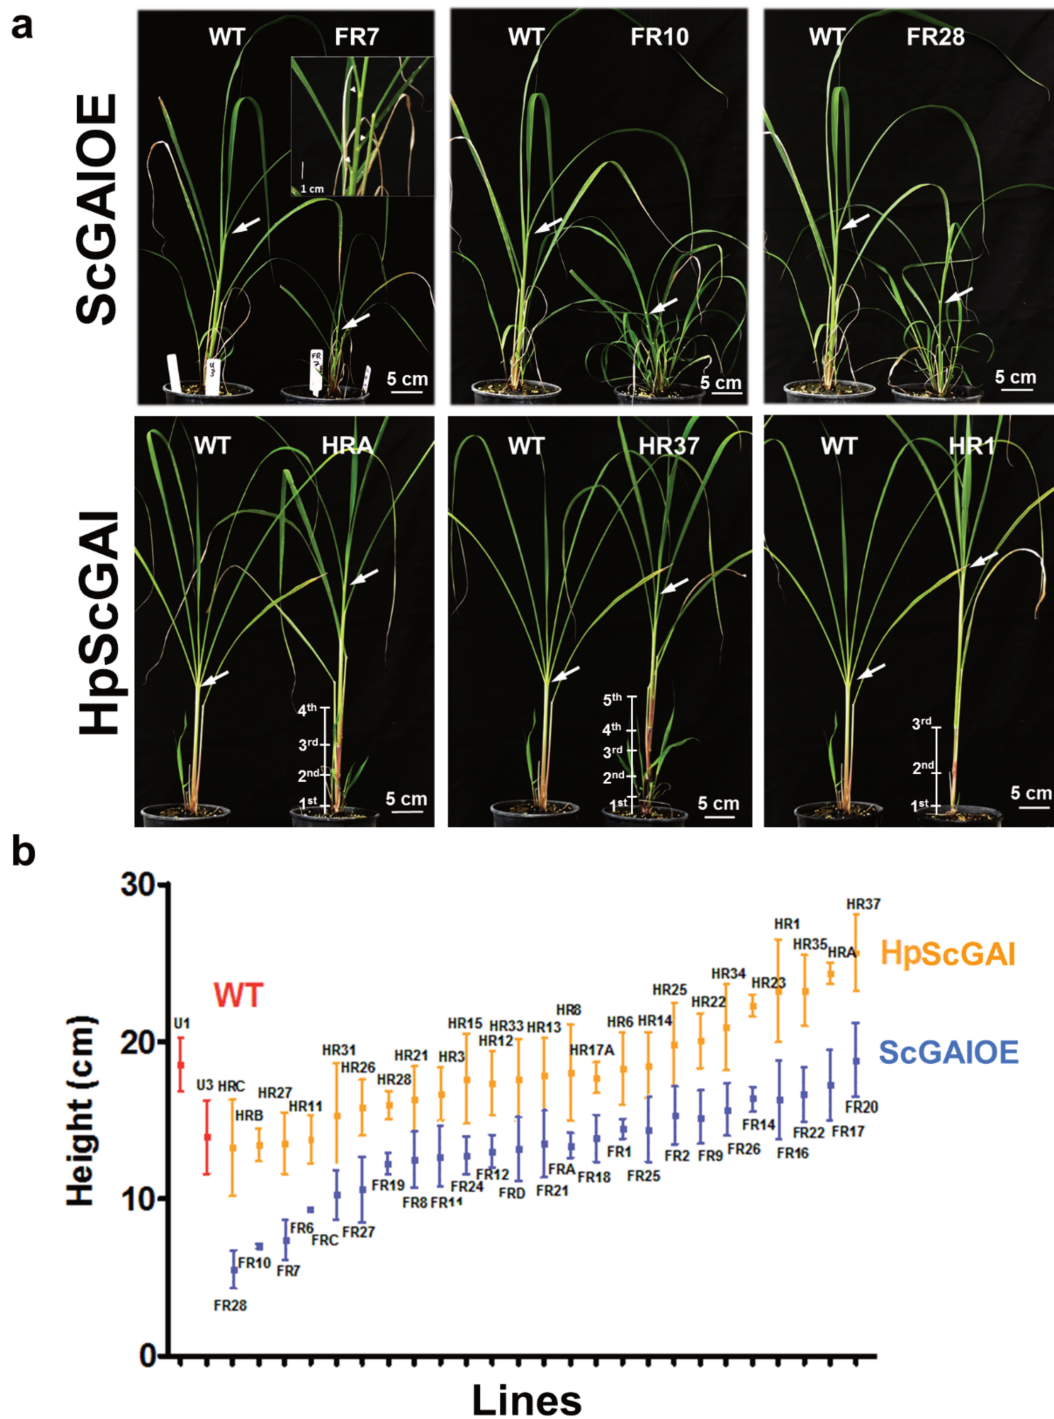 a
ScGAIOE
WT FR7
1 cm
FR 7
U 3
5 cm
WT FR10
5 cm
WT FR28
5 cm
HpScGAI
WT HRA
4th
3rd
2nd
1st
5 cm
WT HR37
5th
4th
3rd
2nd
1st
5 cm
WT HR1
3rd
2nd
1st
5 cm
b
Height (cm)
30
20
10
0
WT
U1
U3
HRC
HRB
HR27
HR11
HR31
HR26
HR28
HR21
HR3
HR15
HR12
HR33
HR13
HR8
HR17A
HR6
HR14
HR25
HR22
HR34
HR23
HR1
HR35
HRA
HR37
HpScGAI
ScGAIOE
FR28
FR10
FR7
FR6
FRC
FR27
FR19
FR8
FR11
FR24
FR12
FRD
FR21
FRA
FR18
FR1
FR25
FR2
FR9
FR26
FR14
FR16
FR22
FR17
FR20
Lines